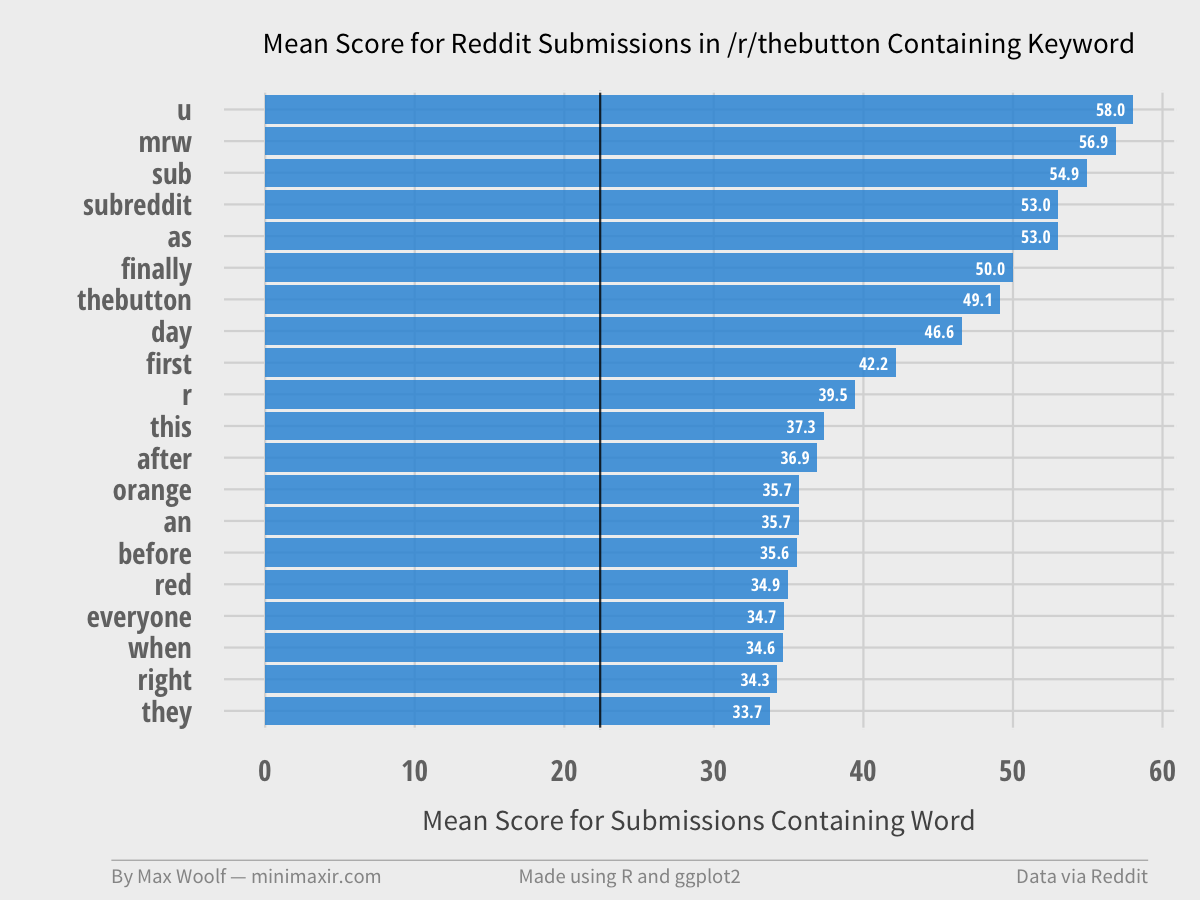 Mean Score for Reddit Submissions in /r/thebutton Containing Keyword
u 58.0
mrw 56.9
sub 54.9
subreddit 53.0
as 53.0
finally 50.0
thebutton 49.1
day 46.6
first 42.2
r 39.5
this 37.3
after 36.9
orange 35.7
an 35.7
before 35.6
red 34.9
everyone 34.7
when 34.6
right 34.3
they 33.7
0 10 20 30 40 50 60
Mean Score for Submissions Containing Word
By Max Woolf — minimaxir.com Made using R and ggplot2 Data via Reddit